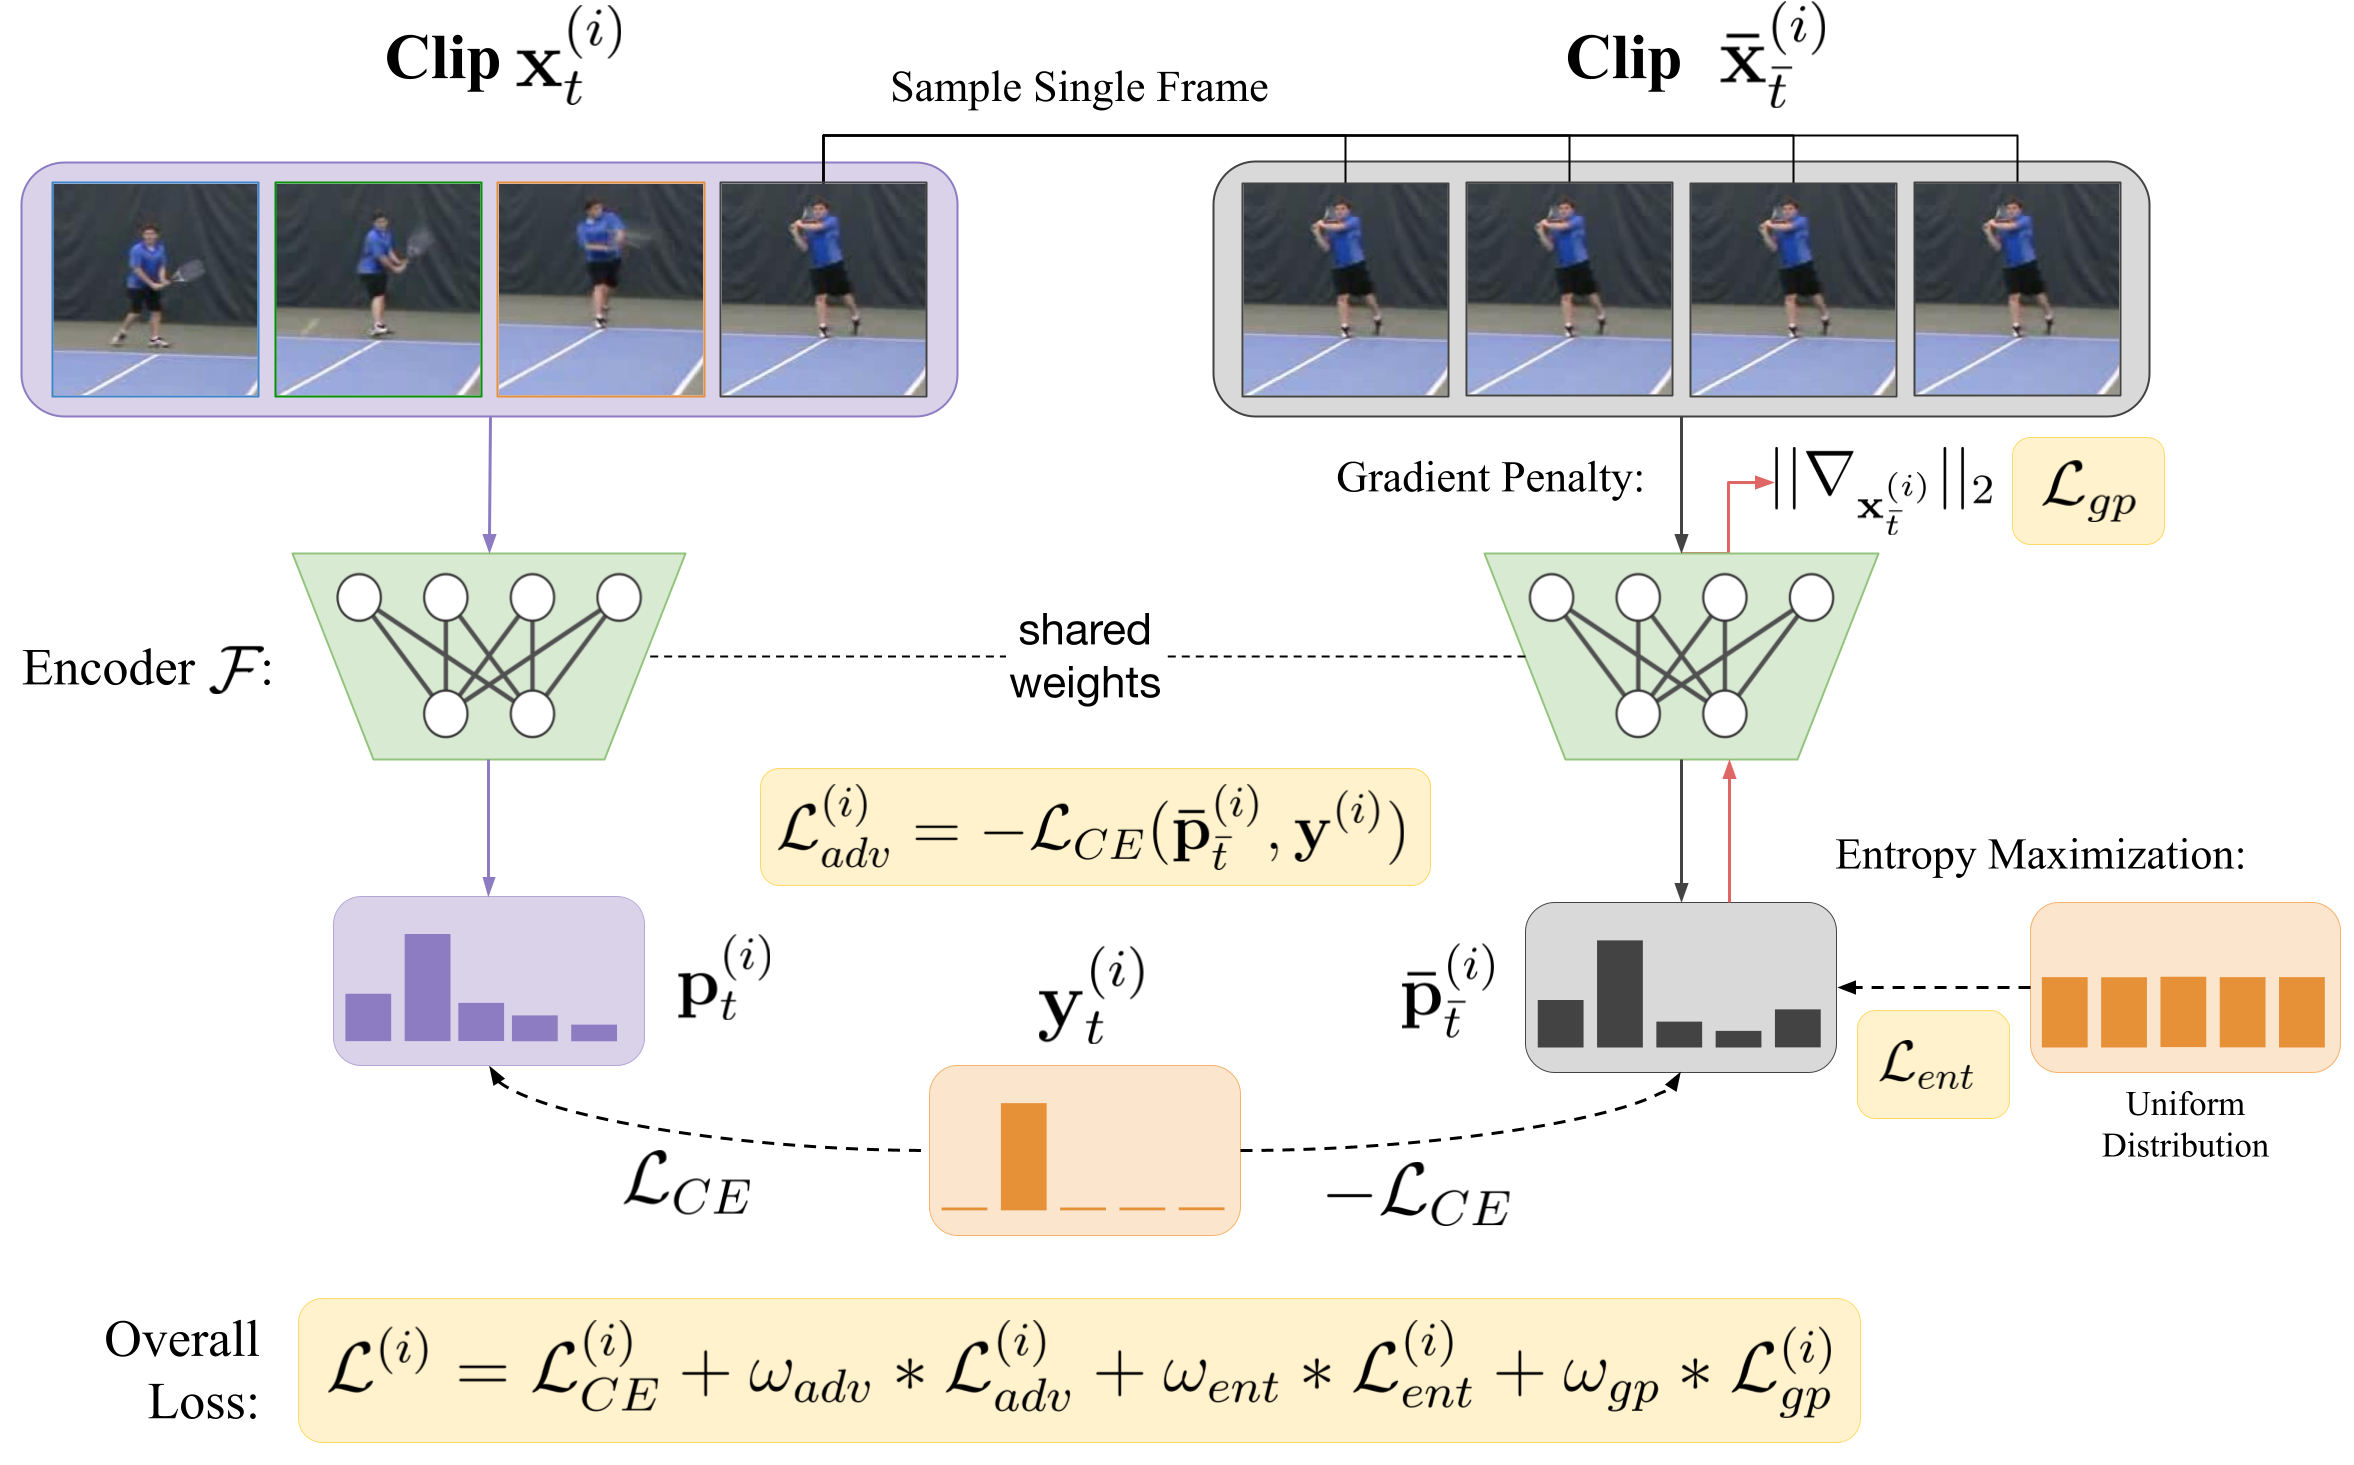 Clip $\mathbf{x}_t^{(i)}$
Clip $\bar{\mathbf{x}}_{\bar{t}}^{(i)}$
Sample Single Frame
Gradient Penalty:
$||\nabla_{\mathbf{x}_{\bar{t}}^{(i)}}||_2$
$\mathcal{L}_{gp}$
Encoder $\mathcal{F}$:
shared
weights
$\mathcal{L}_{adv}^{(i)} = -\mathcal{L}_{CE}(\bar{\mathbf{p}}_{\bar{t}}^{(i)}, \mathbf{y}^{(i)})$
Entropy Maximization:
$\mathbf{p}_t^{(i)}$
$\mathbf{y}_t^{(i)}$
$\bar{\mathbf{p}}_{\bar{t}}^{(i)}$
$\mathcal{L}_{ent}$
Uniform
Distribution
$\mathcal{L}_{CE}$
$-\mathcal{L}_{CE}$
Overall
Loss:
$\mathcal{L}^{(i)} = \mathcal{L}_{CE}^{(i)} + \omega_{adv} * \mathcal{L}_{adv}^{(i)} + \omega_{ent} * \mathcal{L}_{ent}^{(i)} + \omega_{gp} * \mathcal{L}_{gp}^{(i)}$